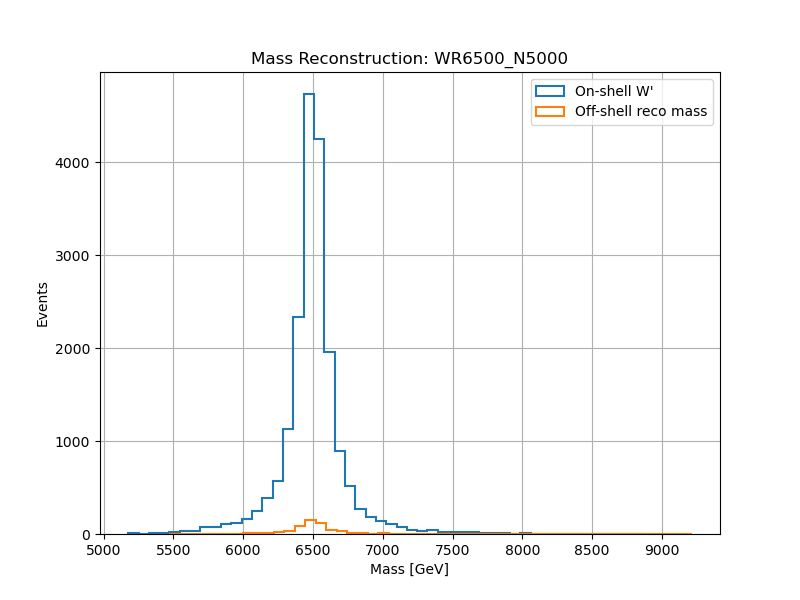 Mass Reconstruction: WR6500_N5000
On-shell W'
Off-shell reco mass
4000
3000
2000
1000
0
Events
5000 5500 6000 6500 7000 7500 8000 8500 9000
Mass [GeV]